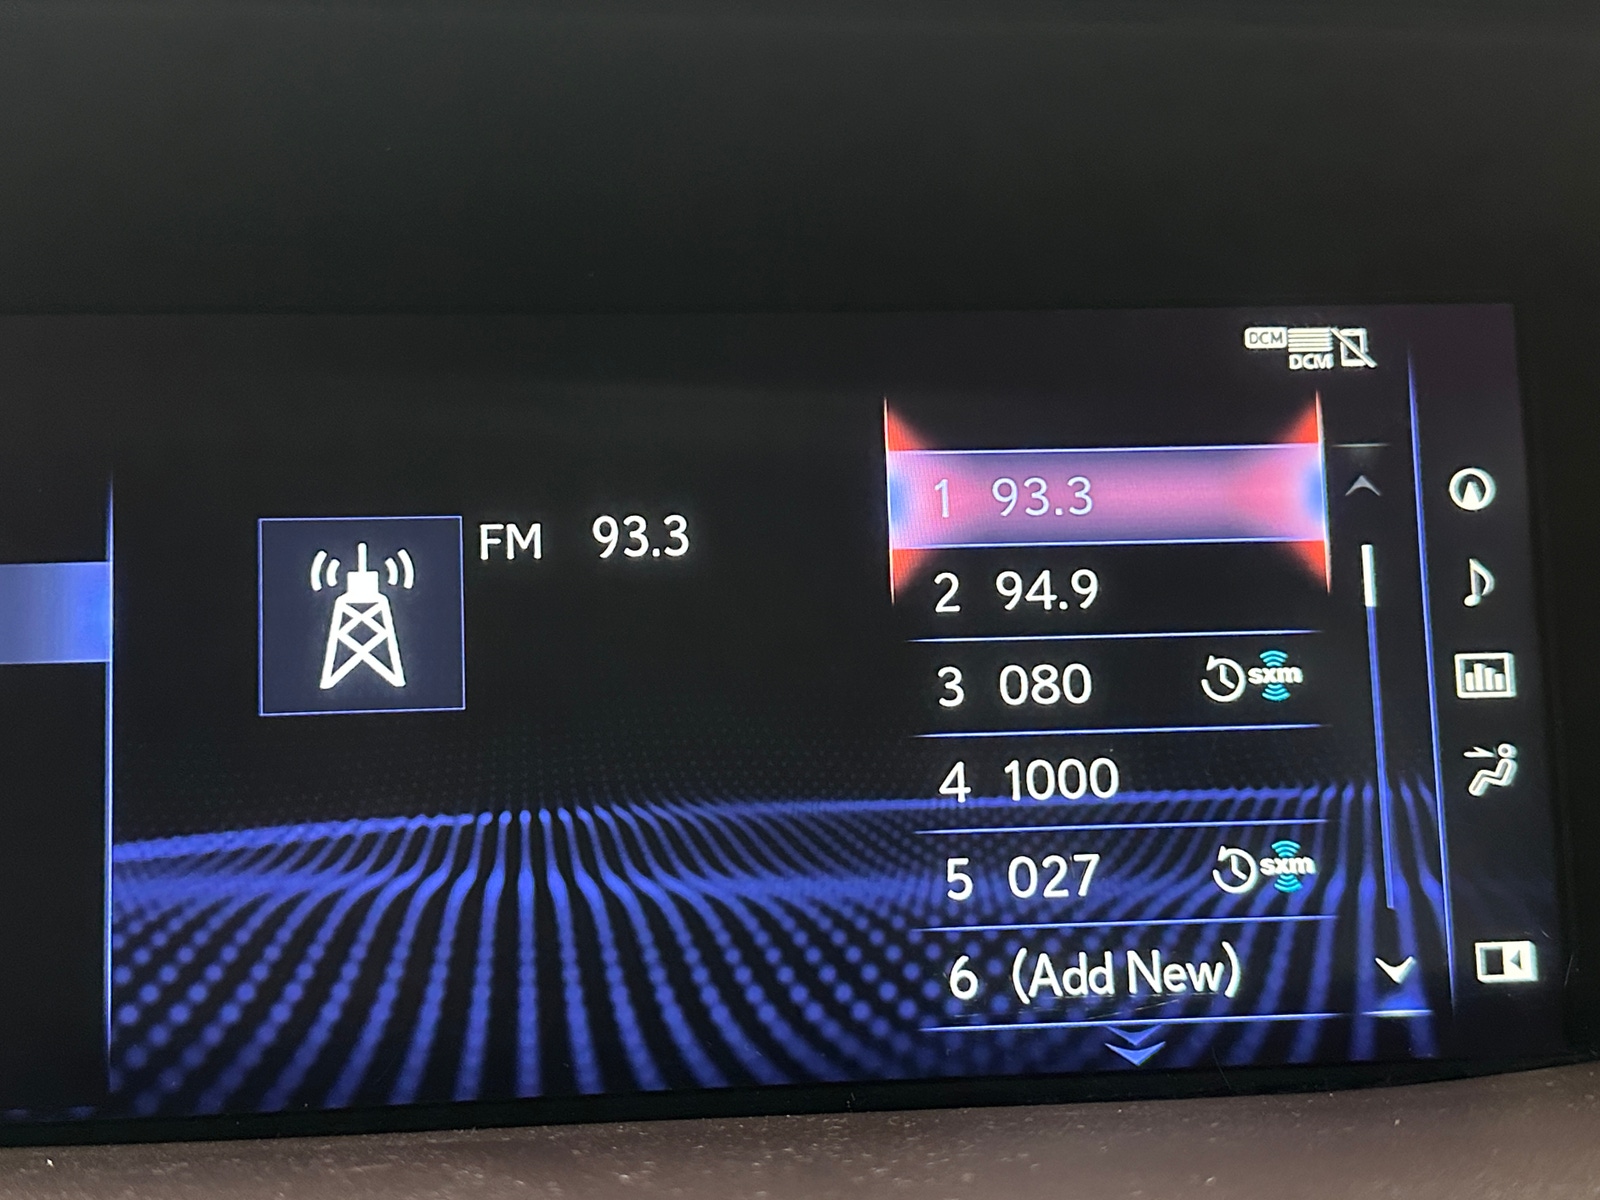 DCM
DCM
FM 93.3
1 93.3
2 94.9
3 080 sxm
4 1000
5 027 sxm
6 (Add New)